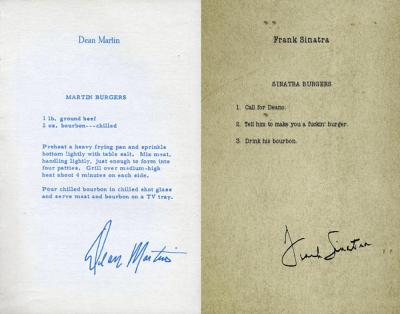 Dean Martin
MARTIN BURGERS
1 lb. ground beef
2 oz. bourbon---chilled
Preheat a heavy frying pan and sprinkle
bottom lightly with table salt. Mix meat,
handling lightly, just enough to form into
four patties. Grill over medium-high
heat about 4 minutes on each side.
Pour chilled bourbon in chilled shot glass
and serve meat and bourbon on a TV tray.
Dean Martin
Frank Sinatra
SINATRA BURGERS
1. Call for Deano.
2. Tell him to make you a fuckin' burger.
3. Drink his bourbon.
Frank Sinatra